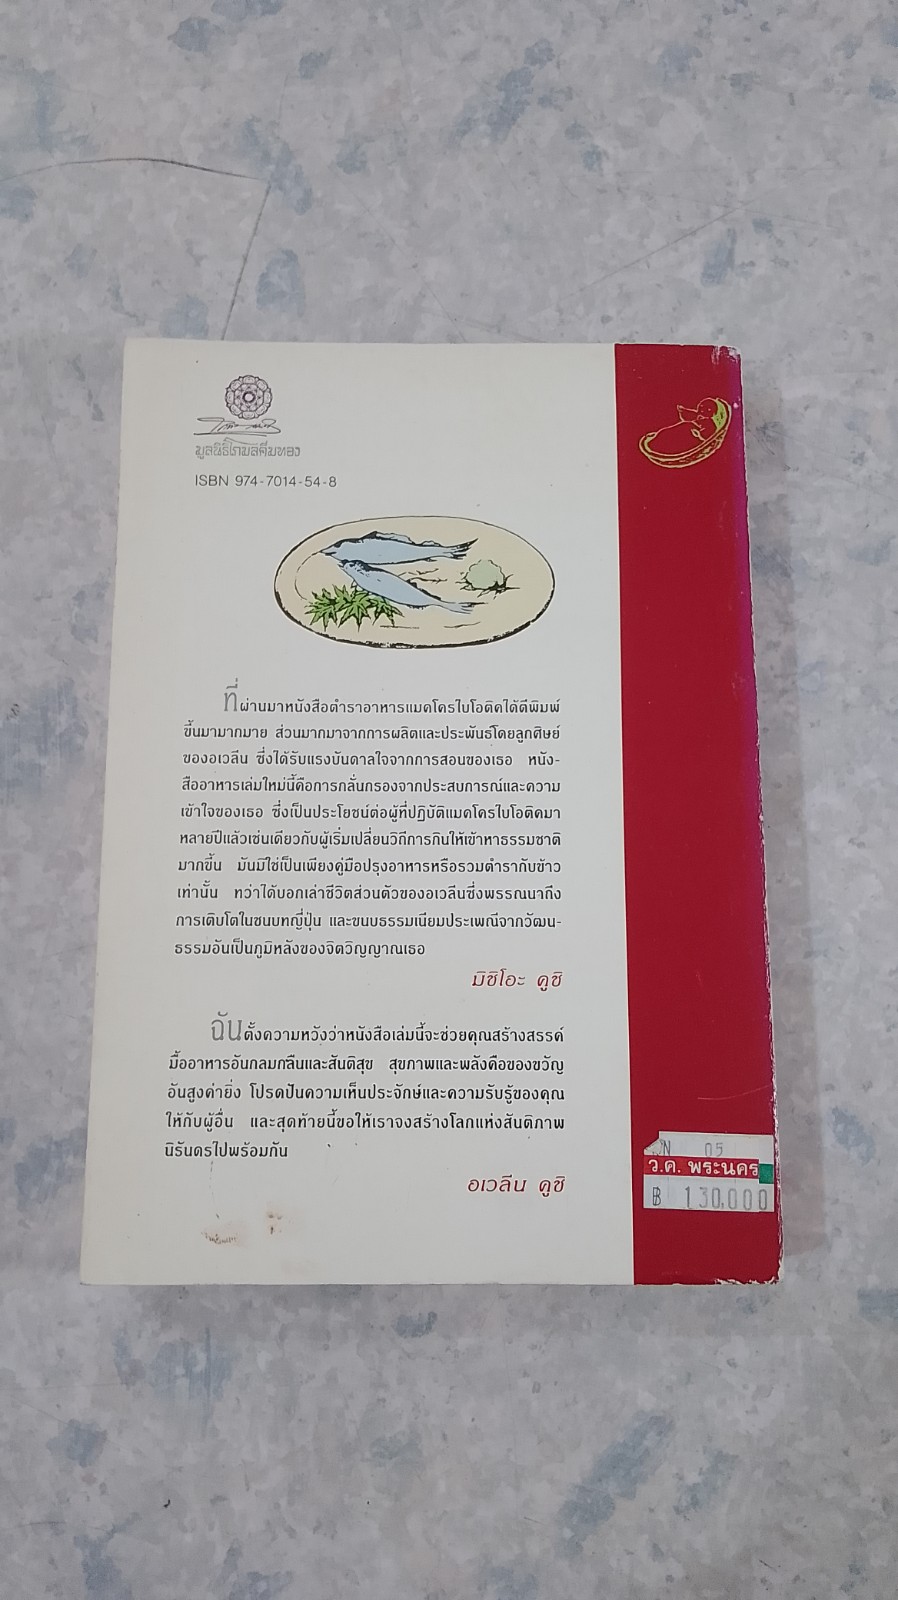 มูลนิธิโกมลคีมทอง
ISBN 974-7014-54-8
ที่ผ่านมาหนังสือตำราอาหารแมคโครไบโอติคได้ตีพิมพ์
ขึ้นมามากมาย ส่วนมากมาจากการผลิตและประพันธ์โดยลูกศิษย์
ของอเวลีน ซึ่งได้รับแรงบันดาลใจจากการสอนของเธอ หนัง-
สืออาหารเล่มใหม่นี้คือการกลั่นกรองจากประสบการณ์และความ
เข้าใจของเธอ ซึ่งเป็นประโยชน์ต่อผู้ที่ปฏิบัติแมคโครไบโอติคมา
หลายปีแล้วเช่นเดียวกับผู้เริ่มเปลี่ยนวิถีการกินให้เข้าหาธรรมชาติ
มากขึ้น มันมิใช่เป็นเพียงคู่มือปรุงอาหารหรือรวมตำรากับข้าว
เท่านั้น ทว่าได้บอกเล่าชีวิตส่วนตัวของอเวลีนซึ่งพรรณนาถึง
การเติบโตในชนบทญี่ปุ่น และขนบธรรมเนียมประเพณีจากวัฒน-
ธรรมอันเป็นภูมิหลังของจิตวิญญาณเธอ
มิชิโอะ คูชิ
ฉันตั้งความหวังว่าหนังสือเล่มนี้จะช่วยคุณสร้างสรรค์
มื้ออาหารอันกลมกลืนและสันติสุข สุขภาพและพลังคือของขวัญ
อันสูงค่ายิ่ง โปรดปันความเห็นประจักษ์และความรับรู้ของคุณ
ให้กับผู้อื่น และสุดท้ายนี้ขอให้เราจงสร้างโลกแห่งสันติภาพ
นิรันดรไปพร้อมกัน
อเวลีน คูชิ
N 05
ว.ค. พระนคร
฿ 130.000